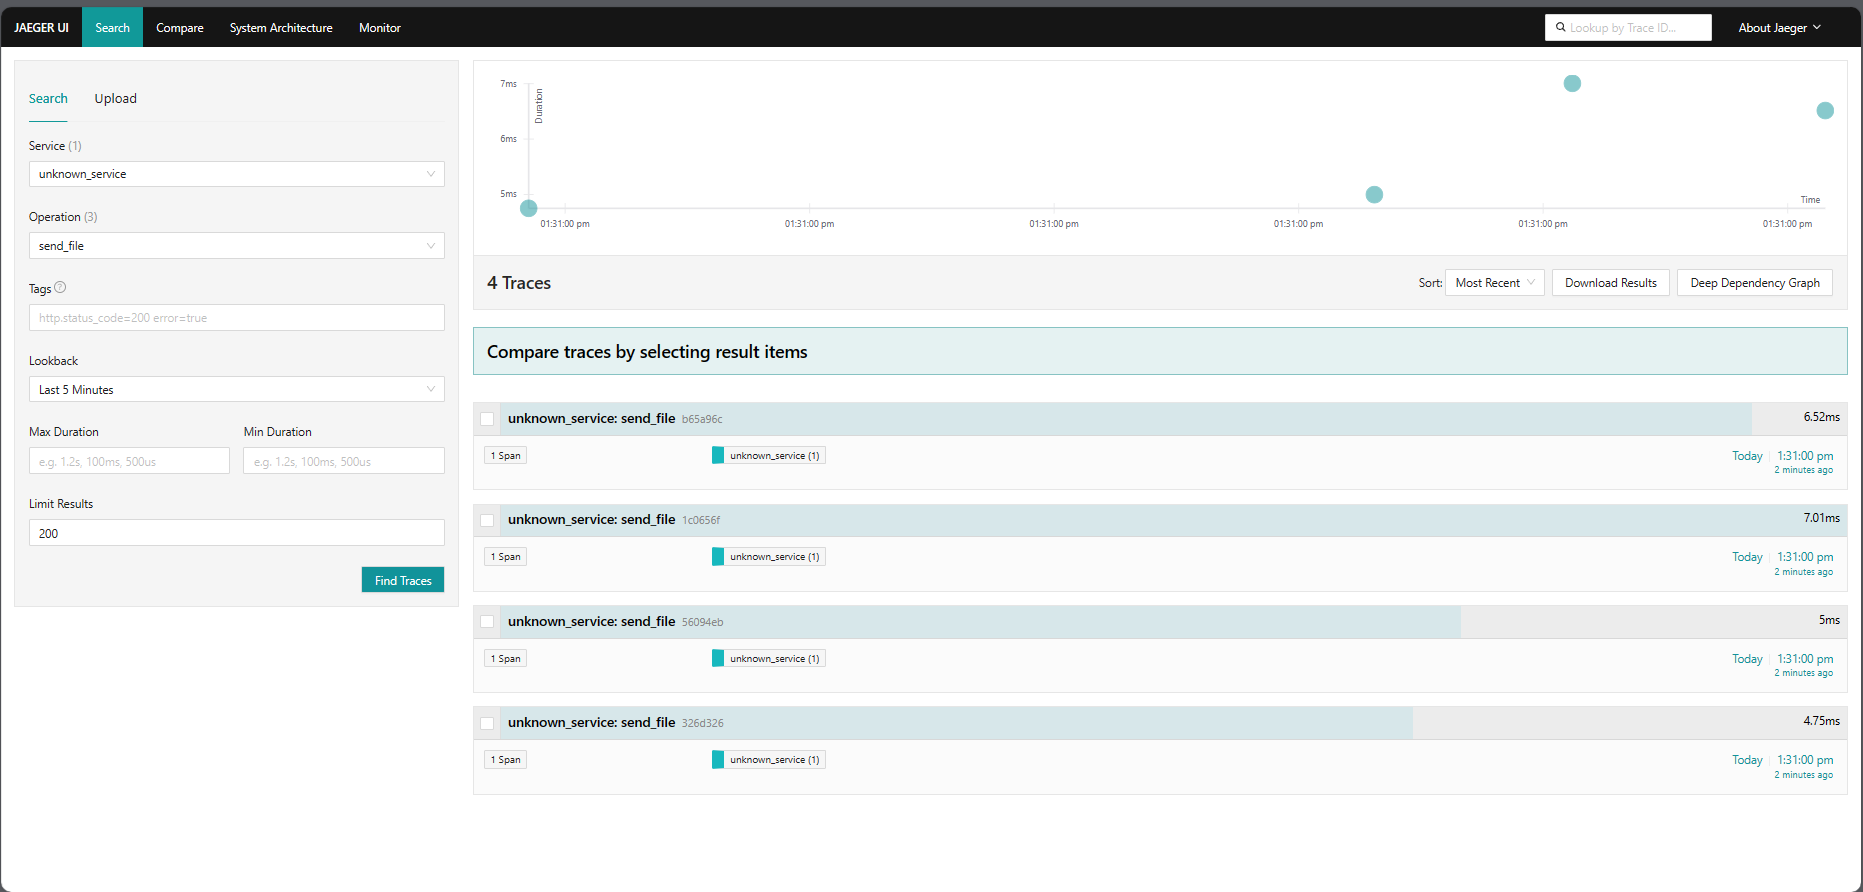 JAEGER UI Search Compare System Architecture Monitor Lookup by Trace ID... About Jaeger
Search Upload
Service (1)
unknown_service
Operation (3)
send_file
Tags ?
http.status_code=200 error=true
Lookback
Last 5 Minutes
Max Duration Min Duration
e.g. 1.2s, 100ms, 500us e.g. 1.2s, 100ms, 500us
Limit Results
200
Find Traces
7ms
6ms
5ms
Duration
Time
01:31:00 pm 01:31:00 pm 01:31:00 pm 01:31:00 pm 01:31:00 pm 01:31:00 pm
4 Traces Sort: Most Recent Download Results Deep Dependency Graph
Compare traces by selecting result items
unknown_service: send_file b65a96c 6.52ms
1 Span unknown_service (1) Today 1:31:00 pm
2 minutes ago
unknown_service: send_file 1c0656f 7.01ms
1 Span unknown_service (1) Today 1:31:00 pm
2 minutes ago
unknown_service: send_file 56094eb 5ms
1 Span unknown_service (1) Today 1:31:00 pm
2 minutes ago
unknown_service: send_file 326d326 4.75ms
1 Span unknown_service (1) Today 1:31:00 pm
2 minutes ago